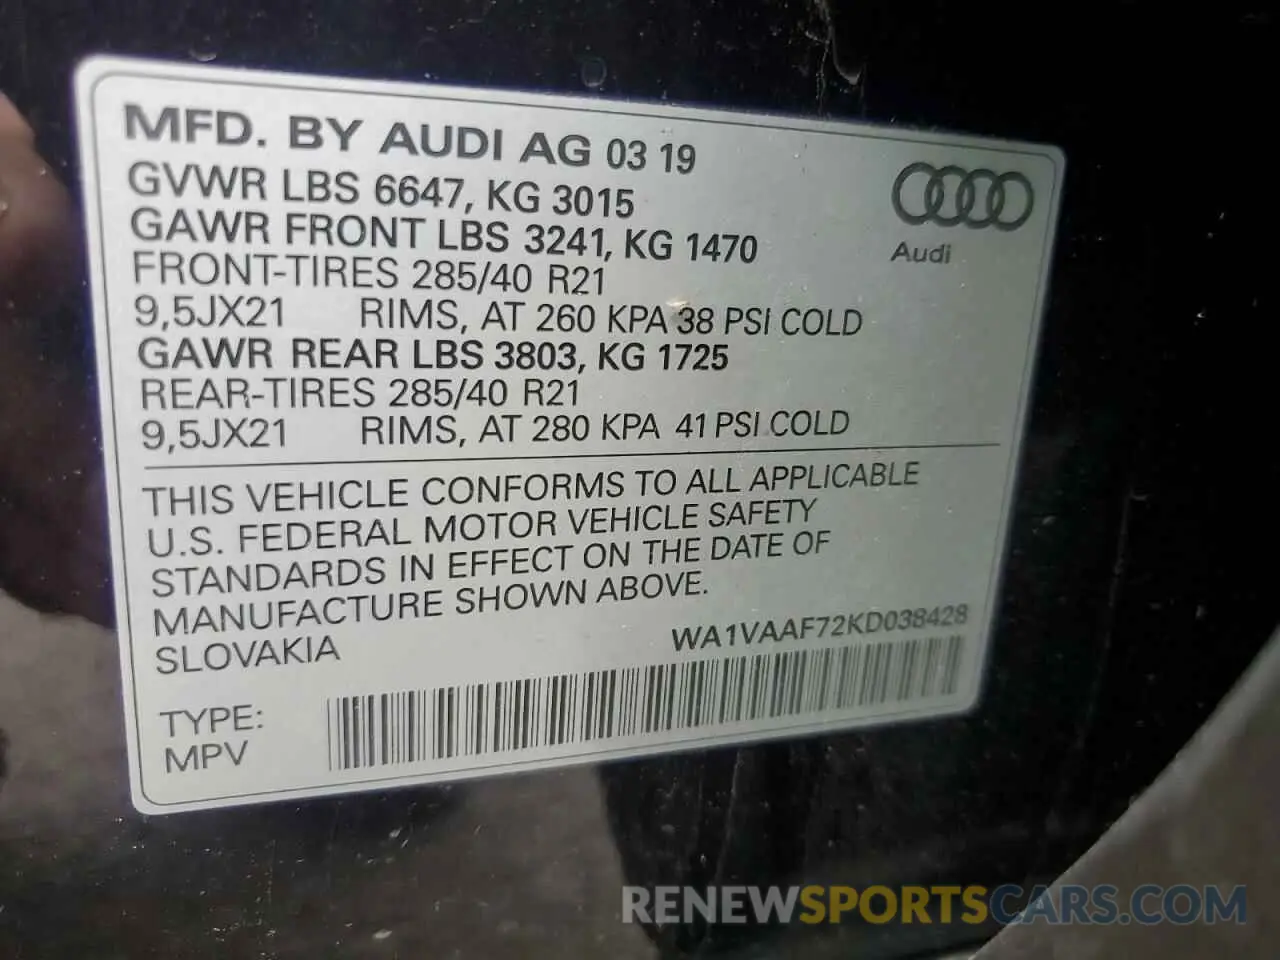 MFD. BY AUDI AG 03 19
GVWR LBS 6647, KG 3015
GAWR FRONT LBS 3241, KG 1470
FRONT-TIRES 285/40 R21
9,5JX21 RIMS, AT 260 KPA 38 PSI COLD
GAWR REAR LBS 3803, KG 1725
REAR-TIRES 285/40 R21
9,5JX21 RIMS, AT 280 KPA 41 PSI COLD
Audi
THIS VEHICLE CONFORMS TO ALL APPLICABLE
U.S. FEDERAL MOTOR VEHICLE SAFETY
STANDARDS IN EFFECT ON THE DATE OF
MANUFACTURE SHOWN ABOVE.
SLOVAKIA
WA1VAAF72KD038428
TYPE:
MPV
RENEWSPORTSCARS.COM